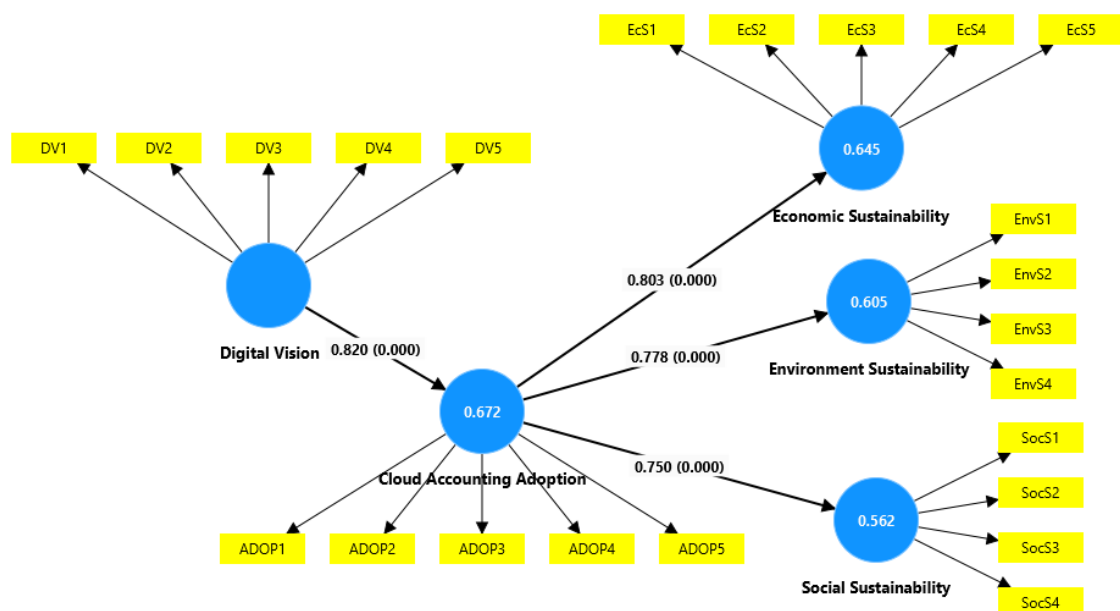 EcS1 EcS2 EcS3 EcS4 EcS5
DV1 DV2 DV3 DV4 DV5
0.645
Economic Sustainability
EnvS1
EnvS2
EnvS3
EnvS4
0.803 (0.000)
0.605
Environment Sustainability
Digital Vision
0.820 (0.000)
0.778 (0.000)
0.672
Cloud Accounting Adoption
0.750 (0.000)
SocS1
SocS2
SocS3
SocS4
0.562
Social Sustainability
ADOP1 ADOP2 ADOP3 ADOP4 ADOP5